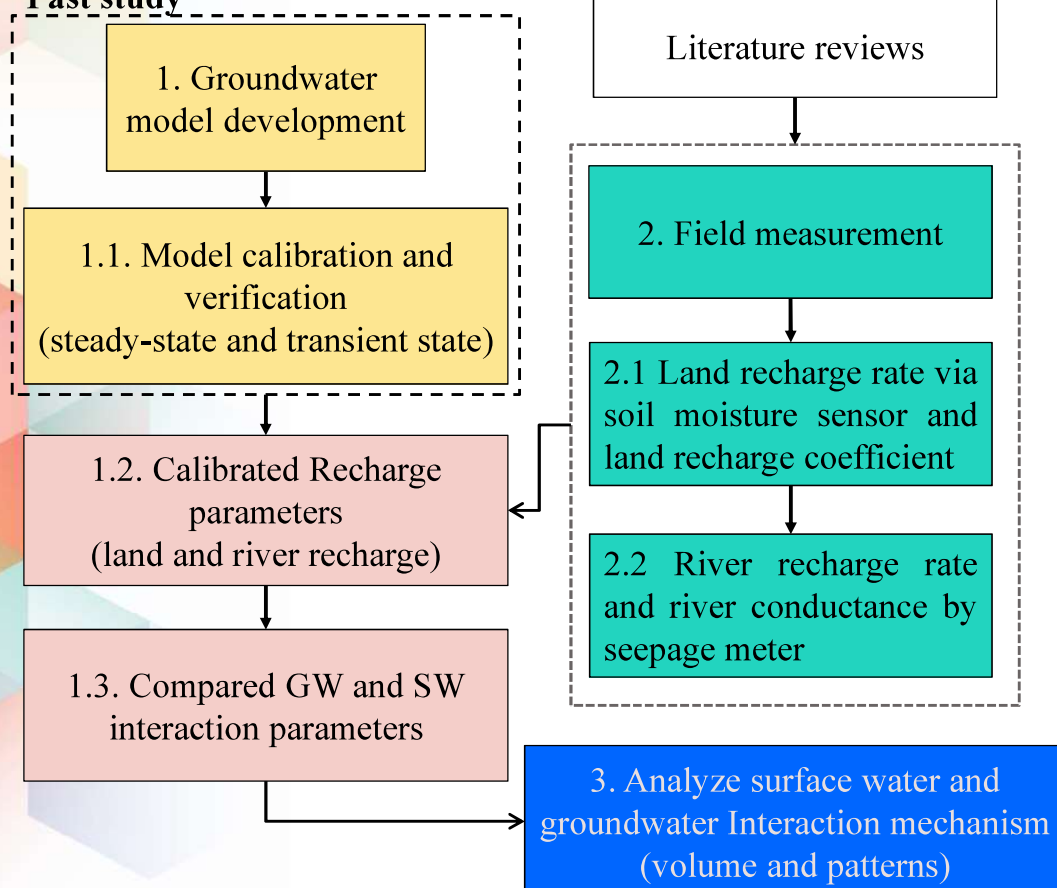 Past study
1. Groundwater
model development
1.1. Model calibration and
verification
(steady-state and transient state)
1.2. Calibrated Recharge
parameters
(land and river recharge)
1.3. Compared GW and SW
interaction parameters
Literature reviews
2. Field measurement
2.1 Land recharge rate via
soil moisture sensor and
land recharge coefficient
2.2 River recharge rate
and river conductance by
seepage meter
3. Analyze surface water and
groundwater Interaction mechanism
(volume and patterns)